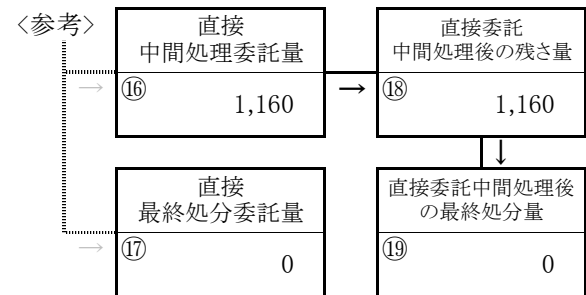 〈参考〉
直接
中間処理委託量
⑯
1,160
→
→
直接委託
中間処理後の残さ量
⑱
1,160
↓
直接
最終処分委託量
⑰
0
→
直接委託中間処理後
の最終処分量
⑲
0